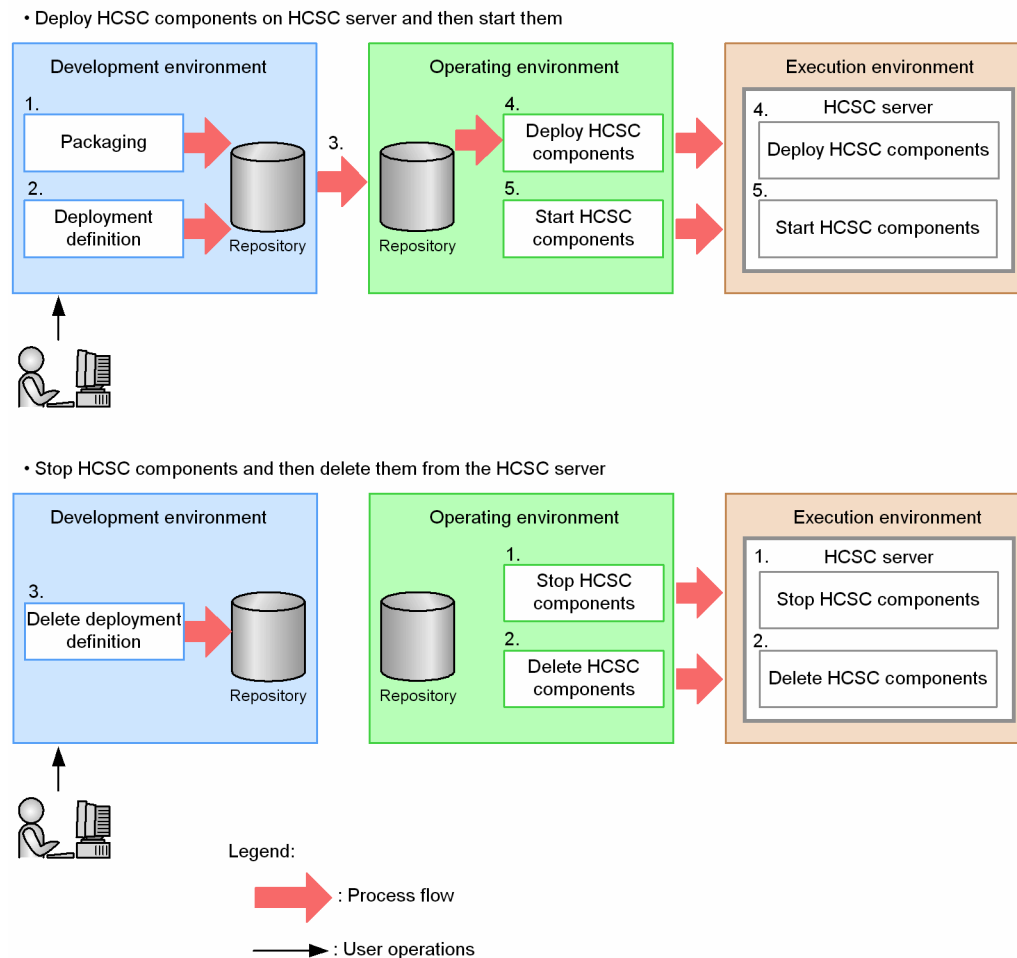 • Deploy HCSC components on HCSC server and then start them
Development environment
1.
Packaging
2.
Deployment
definition
Repository
3.
Operating environment
4.
Deploy HCSC
components
5.
Start HCSC
components
Repository
Execution environment
HCSC server
4.
Deploy HCSC components
5.
Start HCSC components
• Stop HCSC components and then delete them from the HCSC server
Development environment
3.
Delete deployment
definition
Repository
Operating environment
1.
Stop HCSC
components
2.
Delete HCSC
components
Repository
Execution environment
HCSC server
1.
Stop HCSC components
2.
Delete HCSC components
Legend:
: Process flow
: User operations